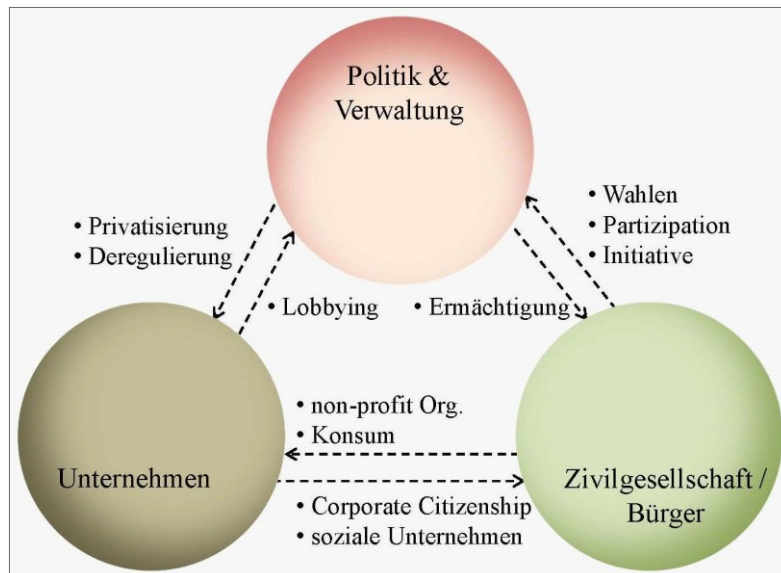 Politik &
Verwaltung
• Privatisierung
• Deregulierung
• Wahlen
• Partizipation
• Initiative
• Lobbying
• Ermächtigung
• non-profit Org.
• Konsum
Unternehmen
Zivilgesellschaft /
Bürger
• Corporate Citizenship
• soziale Unternehmen